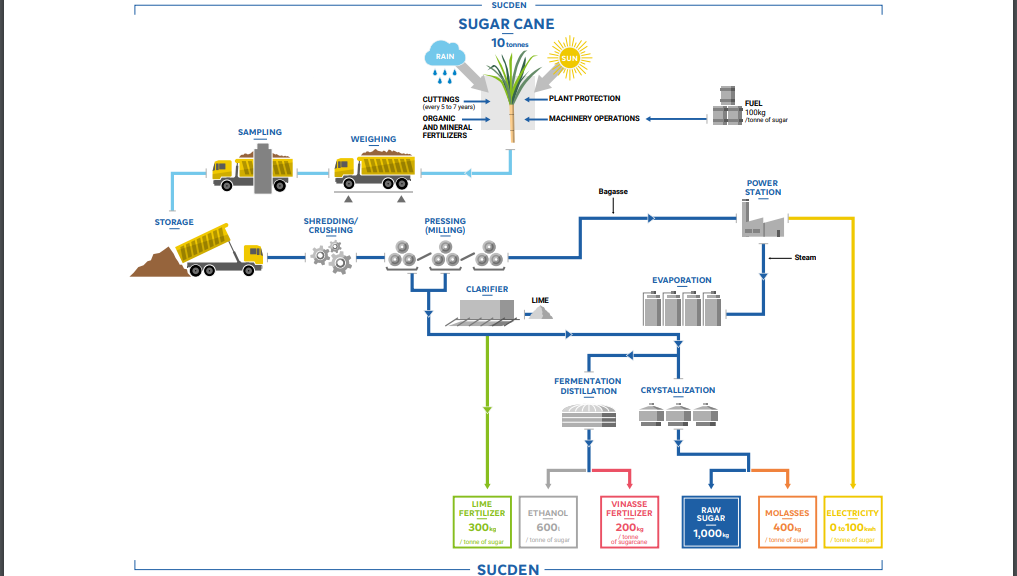 SUCDEN
SUGAR CANE
10 tonnes
RAIN
SUN
CUTTINGS
(every 5 to 7 years)
PLANT PROTECTION
ORGANIC
AND MINERAL
FERTILIZERS
MACHINERY OPERATIONS
FUEL
100kg
/tonne of sugar
SAMPLING
WEIGHING
STORAGE
SHREDDING/
CRUSHING
PRESSING
(MILLING)
Bagasse
POWER
STATION
Steam
CLARIFIER
LIME
EVAPORATION
FERMENTATION
DISTILLATION
CRYSTALLIZATION
LIME
FERTILIZER
300kg
/ tonne of sugar
ETHANOL
600l
/ tonne of sugar
VINASSE
FERTILIZER
200kg
/ tonne
of sugarcane
RAW
SUGAR
1,000kg
MOLASSES
400kg
/ tonne of sugar
ELECTRICITY
0 to 100kwh
/ tonne of sugar
SUCDEN